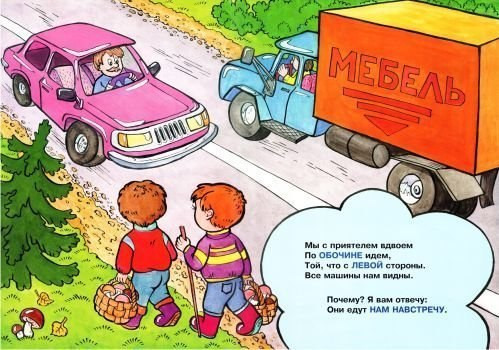 МЕБЕЛЬ
Мы с приятелем вдвоем
По ОБОЧИНЕ идем,
Той, что с ЛЕВОЙ стороны.
Все машины нам видны.
Почему? Я вам отвечу:
Они едут НАМ НАВСТРЕЧУ.